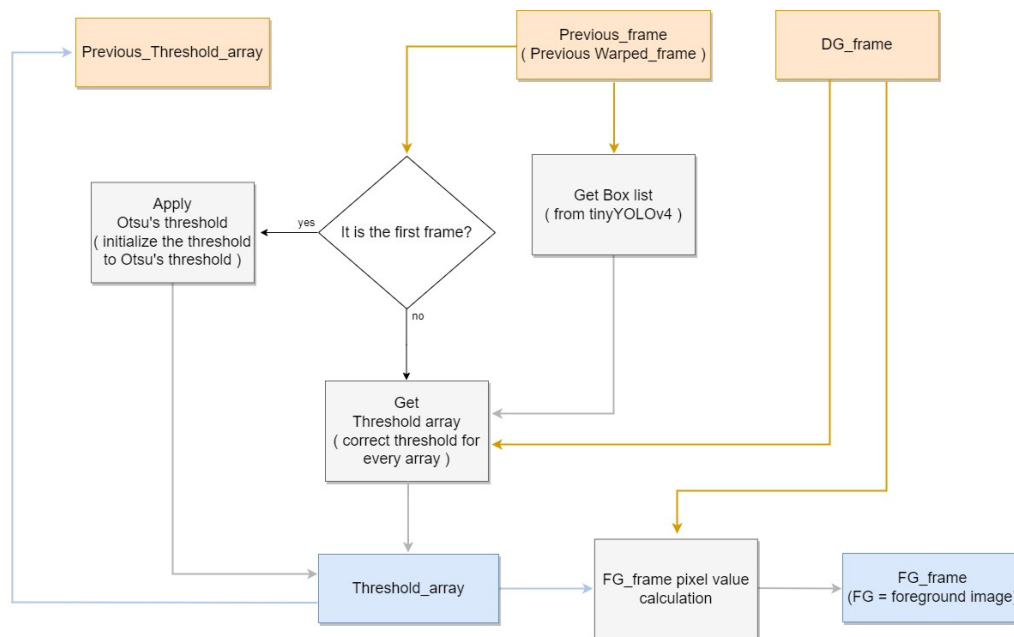 Previous_Threshold_array
Previous_frame
( Previous Warped_frame )
DG_frame
Apply
Otsu's threshold
( initialize the threshold
to Otsu's threshold )
yes
It is the first frame?
Get Box list
( from tinyYOLOv4 )
no
Get
Threshold array
( correct threshold for
every array )
Threshold_array
FG_frame pixel value
calculation
FG_frame
(FG = foreground image)